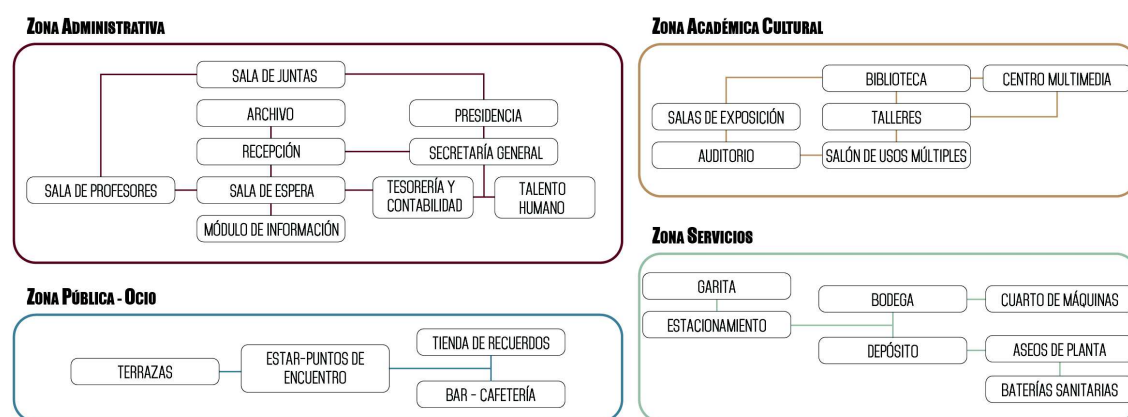 ZONA ADMINISTRATIVA
SALA DE JUNTAS
ARCHIVO
PRESIDENCIA
RECEPCIÓN
SECRETARÍA GENERAL
SALA DE PROFESORES
SALA DE ESPERA
TESORERÍA Y
CONTABILIDAD
TALENTO
HUMANO
MÓDULO DE INFORMACIÓN
ZONA ACADÉMICA CULTURAL
BIBLIOTECA
CENTRO MULTIMEDIA
SALAS DE EXPOSICIÓN
TALLERES
AUDITORIO
SALÓN DE USOS MÚLTIPLES
ZONA PÚBLICA - OCIO
TIENDA DE RECUERDOS
TERRAZAS
ESTAR-PUNTOS DE
ENCUENTRO
BAR - CAFETERÍA
ZONA SERVICIOS
GARITA
BODEGA
CUARTO DE MÁQUINAS
ESTACIONAMIENTO
DEPÓSITO
ASEOS DE PLANTA
BATERÍAS SANITARIAS